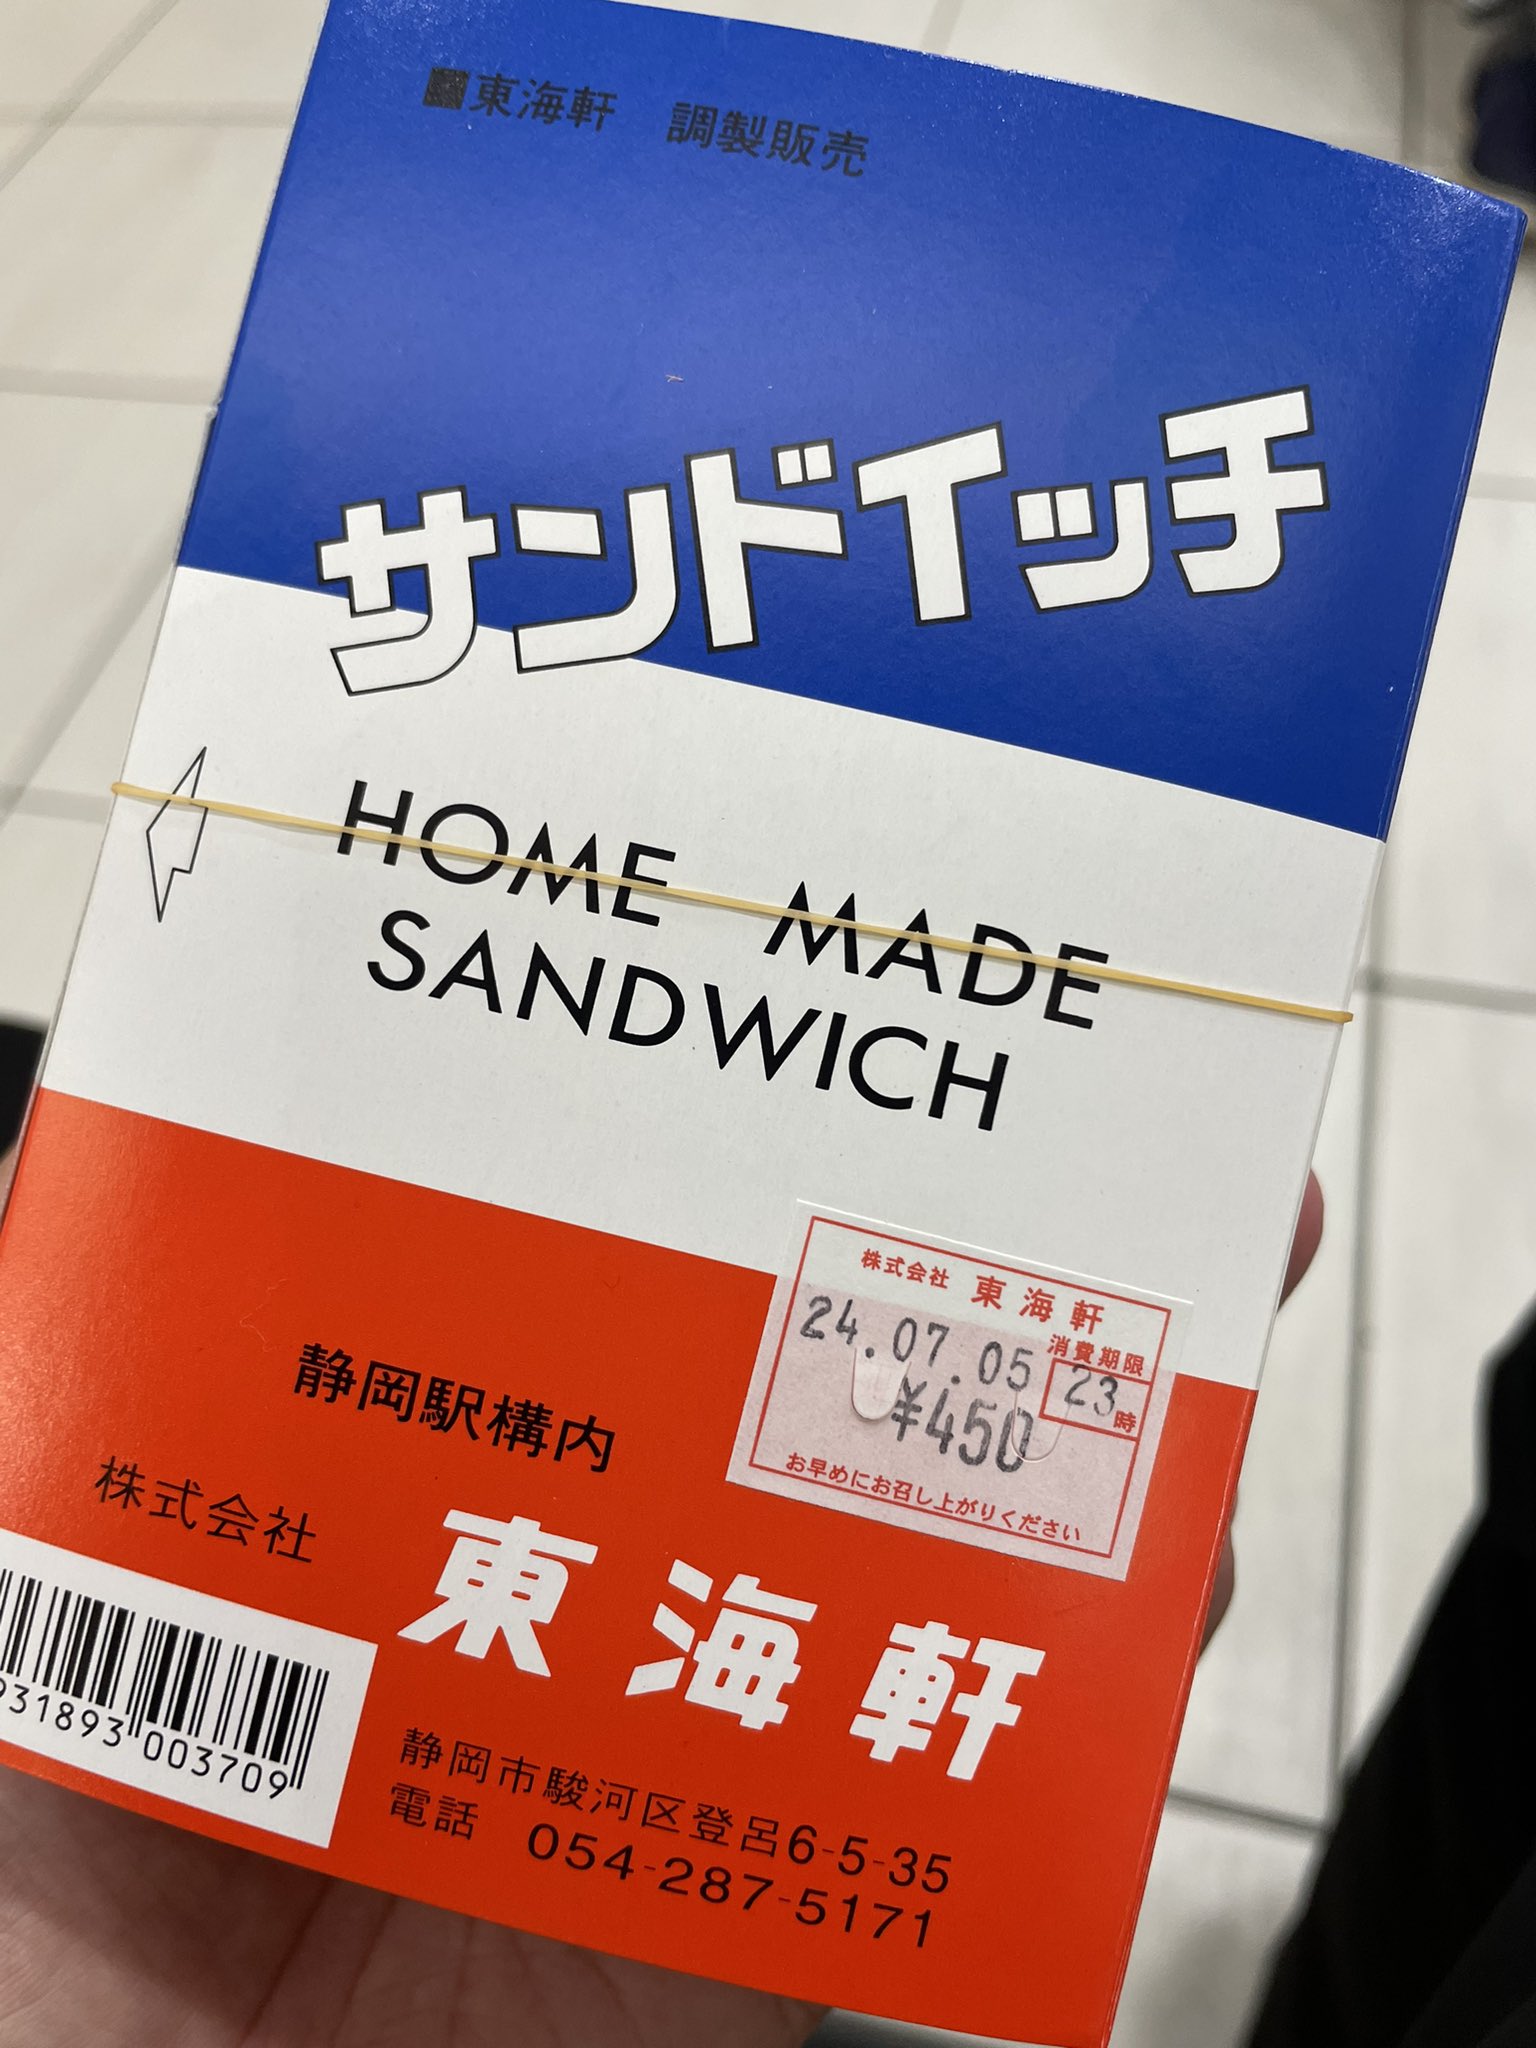 ■東海軒 調製販売
サンドイッチ
HOME MADE
SANDWICH
株式会社 東海軒
消費期限
24.07.05 23時
¥450
お早めにお召し上がりください
静岡駅構内
株式会社 東海軒
931893 003709
静岡市駿河区登呂6-5-35
電話 054-287-5171